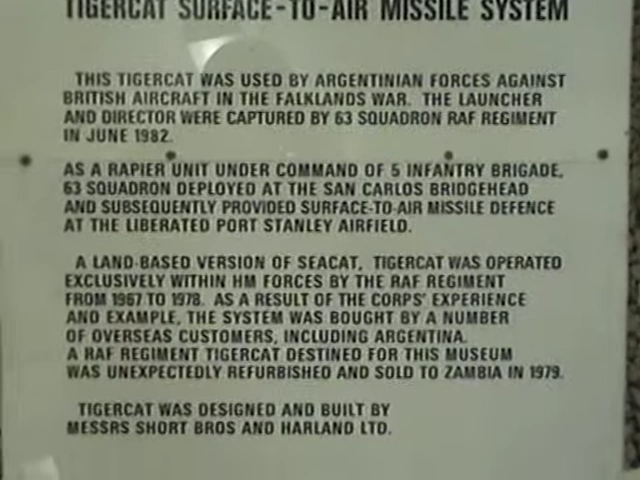 TIGERCAT SURFACE-TO-AIR MISSILE SYSTEM
THIS TIGERCAT WAS USED BY ARGENTINIAN FORCES AGAINST
BRITISH AIRCRAFT IN THE FALKLANDS WAR. THE LAUNCHER
AND DIRECTOR WERE CAPTURED BY 63 SQUADRON RAF REGIMENT
IN JUNE 1982.
AS A RAPIER UNIT UNDER COMMAND OF 5 INFANTRY BRIGADE,
63 SQUADRON DEPLOYED AT THE SAN CARLOS BRIDGEHEAD
AND SUBSEQUENTLY PROVIDED SURFACE-TO-AIR MISSILE DEFENCE
AT THE LIBERATED PORT STANLEY AIRFIELD.
A LAND-BASED VERSION OF SEACAT, TIGERCAT WAS OPERATED
EXCLUSIVELY WITHIN HM FORCES BY THE RAF REGIMENT
FROM 1967 TO 1978. AS A RESULT OF THE CORPS' EXPERIENCE
AND EXAMPLE, THE SYSTEM WAS BOUGHT BY A NUMBER
OF OVERSEAS CUSTOMERS, INCLUDING ARGENTINA.
A RAF REGIMENT TIGERCAT DESTINED FOR THIS MUSEUM
WAS UNEXPECTEDLY REFURBISHED AND SOLD TO ZAMBIA IN 1979.
TIGERCAT WAS DESIGNED AND BUILT BY
MESSRS SHORT BROS AND HARLAND LTD.